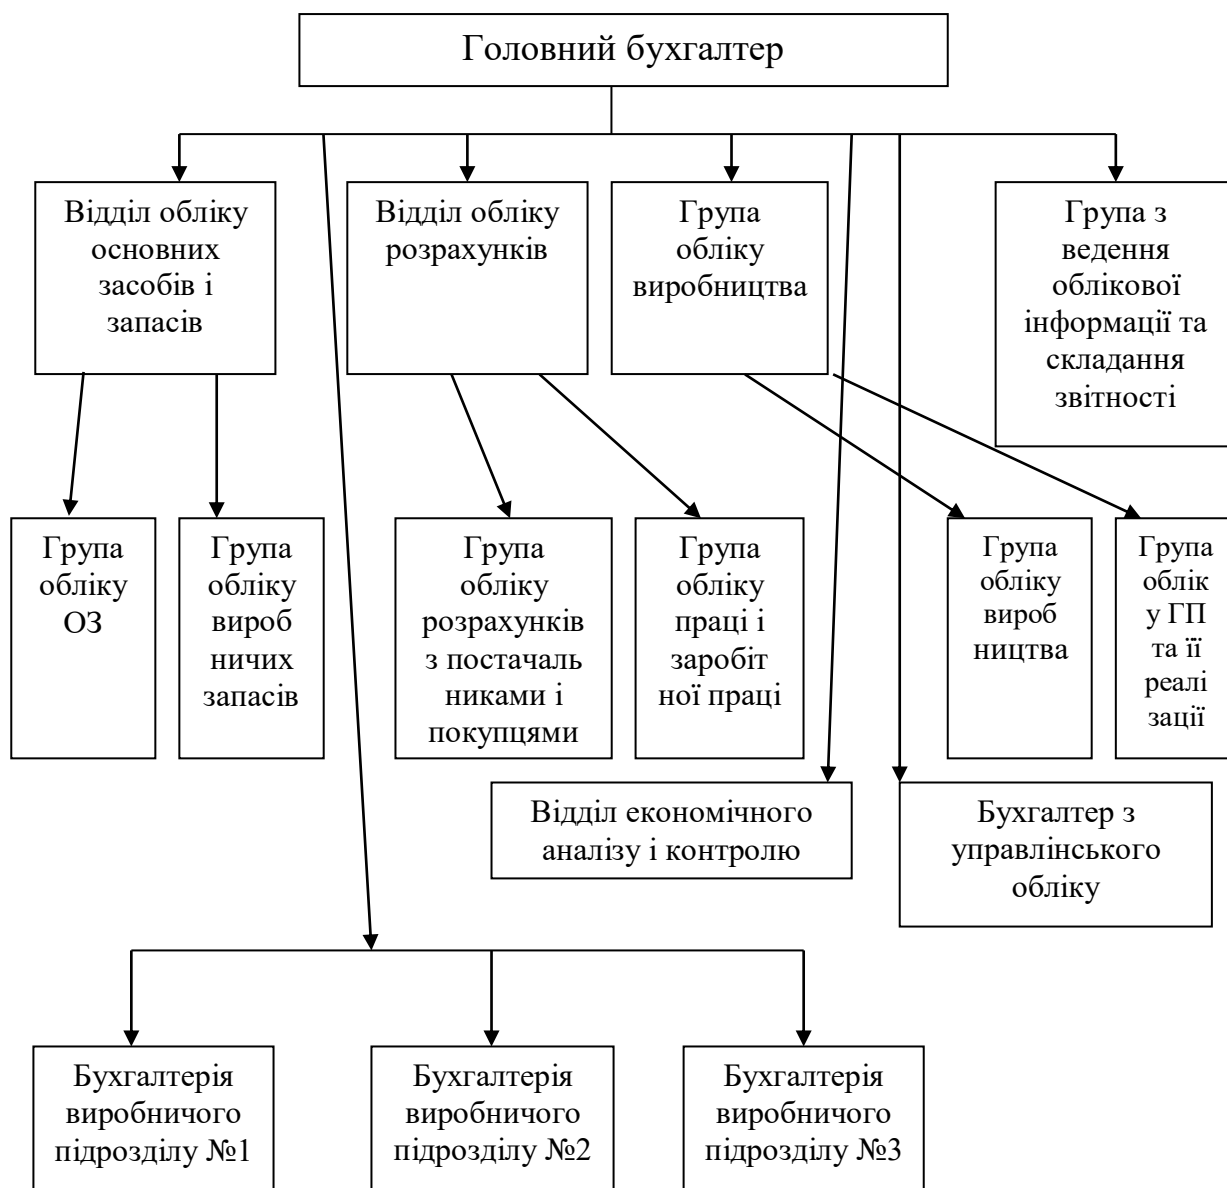 Головний бухгалтер
Відділ обліку
основних
засобів і
запасів
Відділ обліку
розрахунків
Група
обліку
виробництва
Група з
ведення
облікової
інформації та
складання
звітності
Група
обліку
ОЗ
Група
обліку
вироб
ничих
запасів
Група
обліку
розрахунків
з постачаль
никами і
покупцями
Група
обліку
праці і
заробіт
ної праці
Група
обліку
вироб
ництва
Група
облік
у ГП
та її
реалі
зації
Відділ економічного
аналізу і контролю
Бухгалтер з
управлінського
обліку
Бухгалтерія
виробничого
підрозділу №1
Бухгалтерія
виробничого
підрозділу №2
Бухгалтерія
виробничого
підрозділу №3